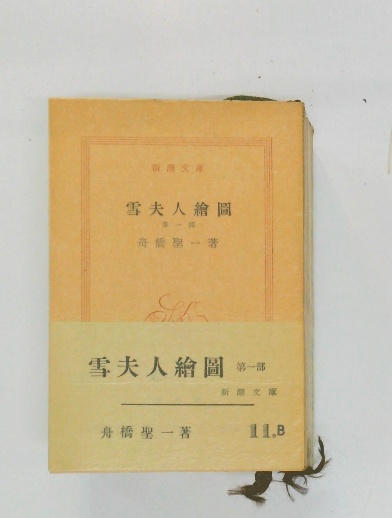 新潮文庫
雪夫人繪圖
第一部
舟橋聖一著
雪夫人繪圖 第一部
新潮文庫
舟橋聖一著 11.B